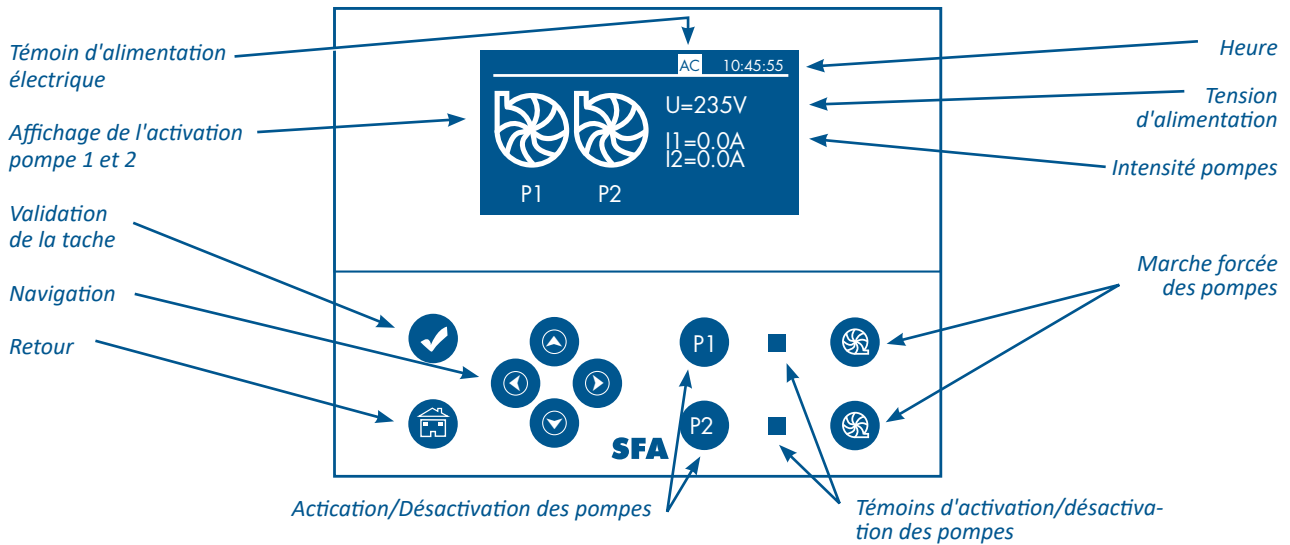 Témoin d'alimentation
électrique
Affichage de l'activation
pompe 1 et 2
Validation
de la tache
Navigation
Retour
AC 10:45:55
U=235V
I1=0.0A
I2=0.0A
P1 P2
Heure
Tension
d'alimentation
Intensité pompes
Marche forcée
des pompes
P1
P2
SFA
Actication/Désactivation des pompes
Témoins d'activation/désactiva-
tion des pompes